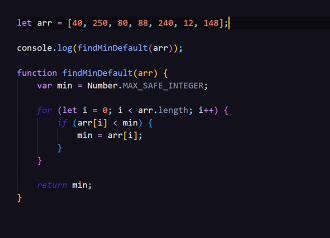 let arr = [40, 250, 80, 88, 240, 12, 148];
console.log(findMinDefault(arr));
function findMinDefault(arr) {
var min = Number.MAX_SAFE_INTEGER;
for (let i = 0; i < arr.length; i++) {
if (arr[i] < min) {
min = arr[i];
}
}
return min;
}